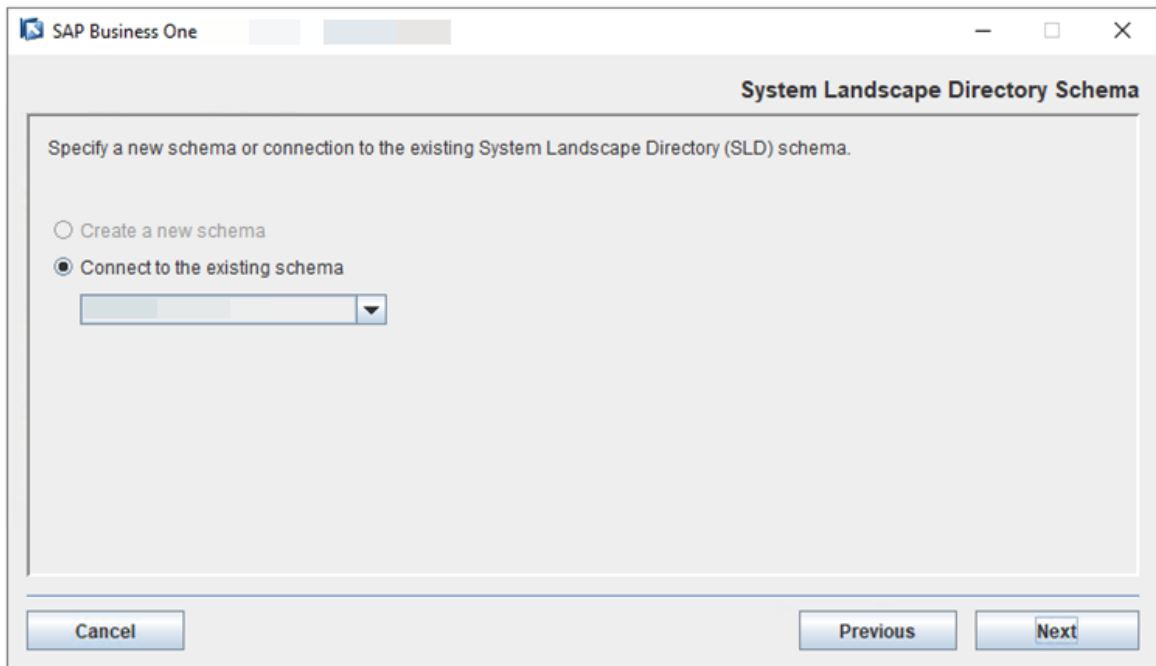 SAP Business One
System Landscape Directory Schema
Specify a new schema or connection to the existing System Landscape Directory (SLD) schema.
Create a new schema
Connect to the existing schema
Cancel
Previous
Next